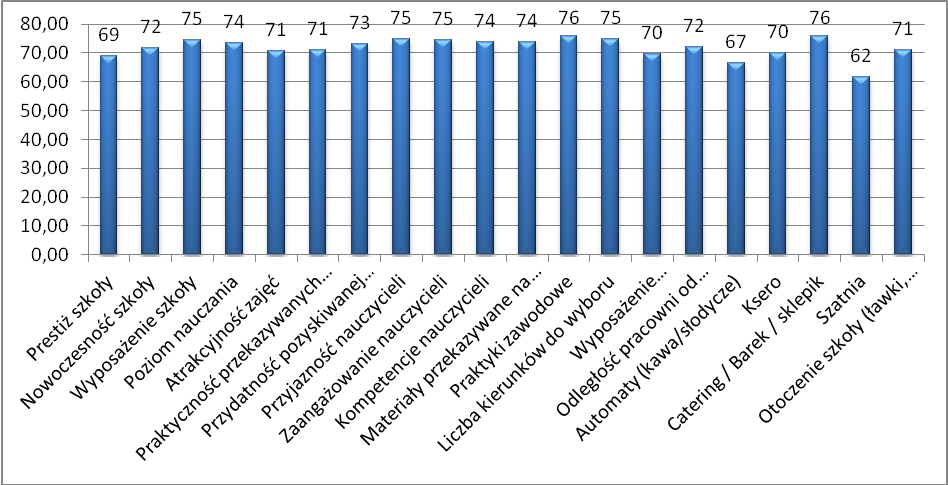 80,00
70,00
60,00
50,00
40,00
30,00
20,00
10,00
0,00
69
72
75
74
71
71
73
75
75
74
74
76
75
70
72
67
70
76
62
71
Prestiż szkoły
Nowoczesność szkoły
Wyposażenie szkoły
Poziom nauczania
Atrakcyjność zajęć
Praktyczność przekazywanych…
Przydatność pozyskiwanej…
Przyjazność nauczycieli
Zaangażowanie nauczycieli
Kompetencje nauczycieli
Materiały przekazywane na…
Praktyki zawodowe
Liczba kierunków do wyboru
Wyposażenie…
Odległość pracowni od…
Automaty (kawa/słodycze)
Ksero
Catering / Barek / sklepik
Szatnia
Otoczenie szkoły (ławki,…